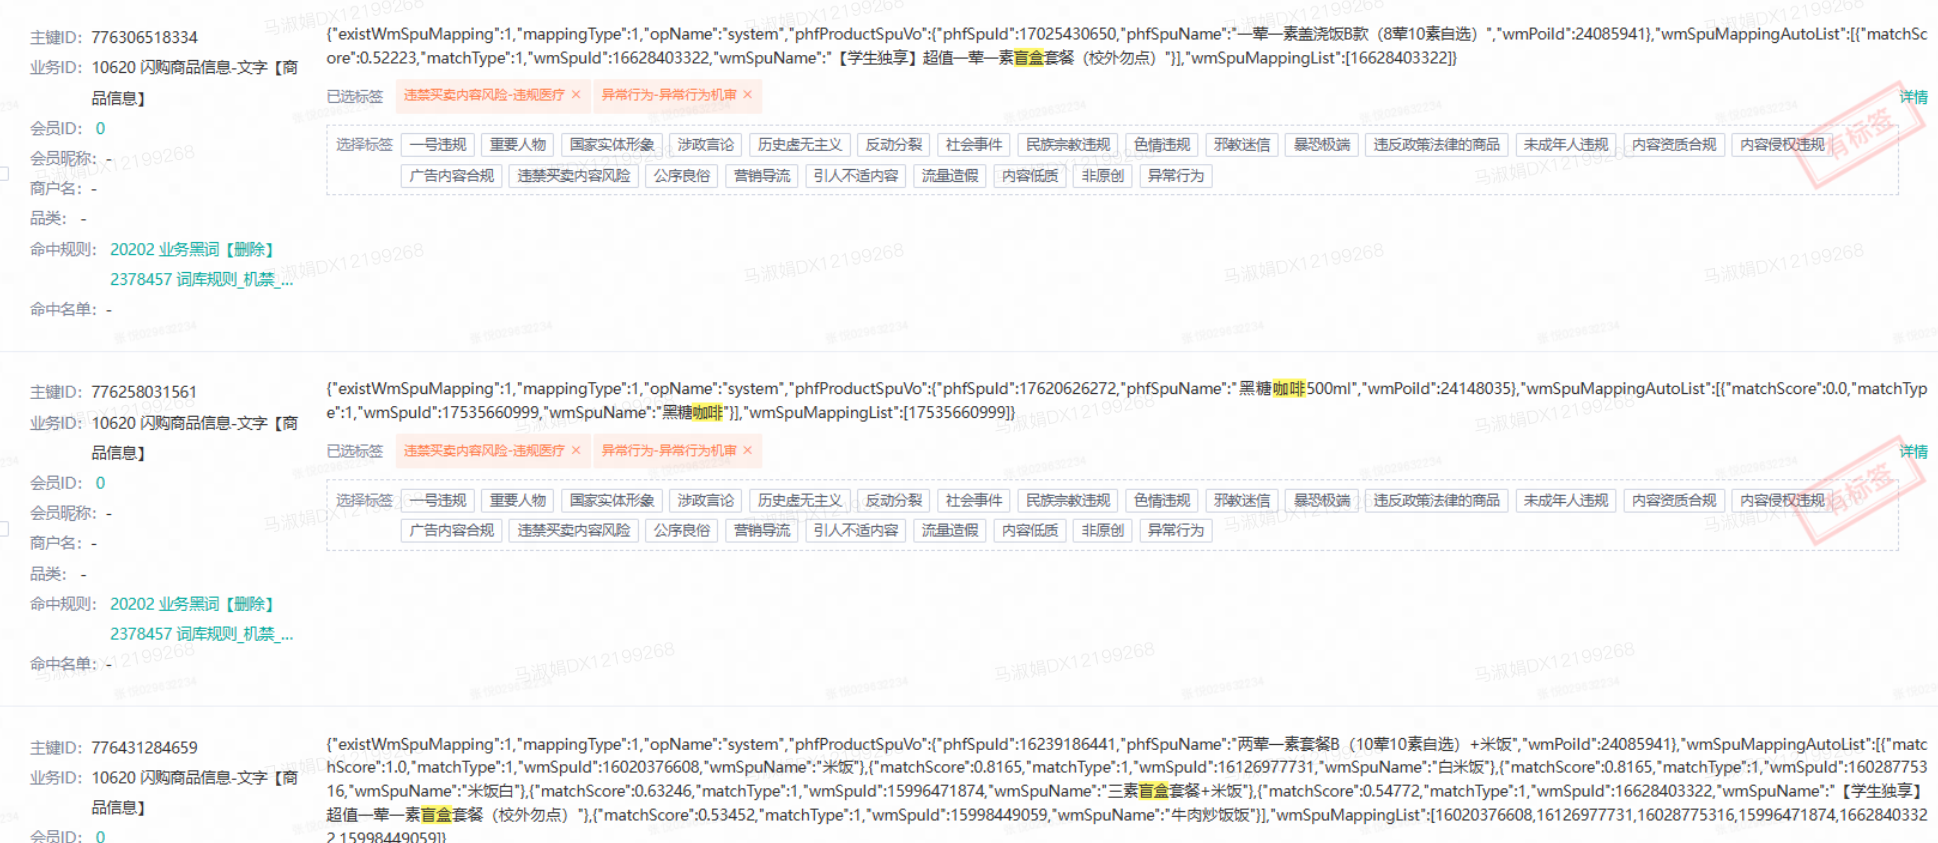 主键ID: 776306518334
业务ID: 10620 闪购商品信息-文字【商
品信息】
会员ID: 0
会员昵称: -
商户名: -
品类: -
命中规则: 20202 业务黑词【删除】
2378457 词库规则_机禁_...
命中名单: -
{"existWmSpuMapping":1,"mappingType":1,"opName":"system","phfProductSpuVo":{"phfSpuId":17025430650,"phfSpuName":"一荤一素盖浇饭B款（8荤10素自选）","wmPoiId":24085941},"wmSpuMappingAutoList":[{"matchSc
ore":0.52223,"matchType":1,"wmSpuId":16628403322,"wmSpuName":"【学生独享】超值一荤一素盲盒套餐（校外勿点）"}],"wmSpuMappingList":[16628403322]}
已选标签 违禁买卖内容风险-违规医疗 × 异常行为-异常行为机审 ×
详情
选择标签 一号违规 重要人物 国家实体形象 涉政言论 历史虚无主义 反动分裂 社会事件 民族宗教违规 色情违规 邪教迷信 暴恐极端 违反政策法律的商品 未成年人违规 内容资质合规 内容侵权违规
广告内容合规 违禁买卖内容风险 公序良俗 营销导流 引人不适内容 流量造假 内容低质 非原创 异常行为
有标签
主键ID: 776258031561
业务ID: 10620 闪购商品信息-文字【商
品信息】
会员ID: 0
会员昵称: -
商户名: -
品类: -
命中规则: 20202 业务黑词【删除】
2378457 词库规则_机禁_...
命中名单: -
{"existWmSpuMapping":1,"mappingType":1,"opName":"system","phfProductSpuVo":{"phfSpuId":17620626272,"phfSpuName":"黑糖咖啡500ml","wmPoiId":24148035},"wmSpuMappingAutoList":[{"matchScore":0.0,"matchTyp
e":1,"wmSpuId":17535660999,"wmSpuName":"黑糖咖啡"}],"wmSpuMappingList":[17535660999]}
已选标签 违禁买卖内容风险-违规医疗 × 异常行为-异常行为机审 ×
详情
选择标签 一号违规 重要人物 国家实体形象 涉政言论 历史虚无主义 反动分裂 社会事件 民族宗教违规 色情违规 邪教迷信 暴恐极端 违反政策法律的商品 未成年人违规 内容资质合规 内容侵权违规
广告内容合规 违禁买卖内容风险 公序良俗 营销导流 引人不适内容 流量造假 内容低质 非原创 异常行为
有标签
主键ID: 776431284659
业务ID: 10620 闪购商品信息-文字【商
品信息】
会员ID: 0
{"existWmSpuMapping":1,"mappingType":1,"opName":"system","phfProductSpuVo":{"phfSpuId":16239186441,"phfSpuName":"两荤一素套餐B（10荤10素自选）+米饭","wmPoiId":24085941},"wmSpuMappingAutoList":[{"matc
hScore":1.0,"matchType":1,"wmSpuId":16020376608,"wmSpuName":"米饭"},{"matchScore":0.8165,"matchType":1,"wmSpuId":16126977731,"wmSpuName":"白米饭"},{"matchScore":0.8165,"matchType":1,"wmSpuId":160287753
16,"wmSpuName":"米饭白"},{"matchScore":0.63246,"matchType":1,"wmSpuId":15996471874,"wmSpuName":"三素盲盒套餐+米饭"},{"matchScore":0.54772,"matchType":1,"wmSpuId":16628403322,"wmSpuName":"【学生独享】
超值一荤一素盲盒套餐（校外勿点）"},{"matchScore":0.53452,"matchType":1,"wmSpuId":15998449059,"wmSpuName":"牛肉炒饭饭"}],"wmSpuMappingList":[16020376608,16126977731,16028775316,15996471874,1662840332
2,15998449059]}
马淑娟DX12199268